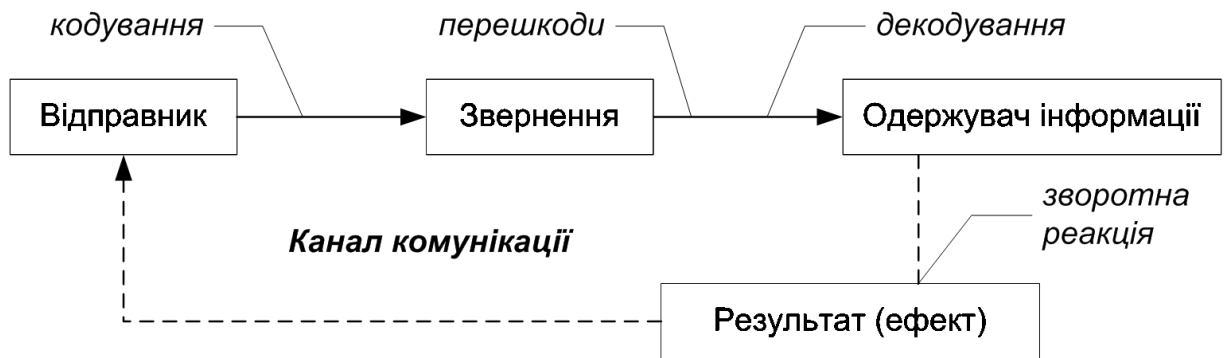 кодування
перешкоди
декодування
Відправник
Звернення
Одержувач інформації
зворотна
реакція
Канал комунікації
Результат (ефект)